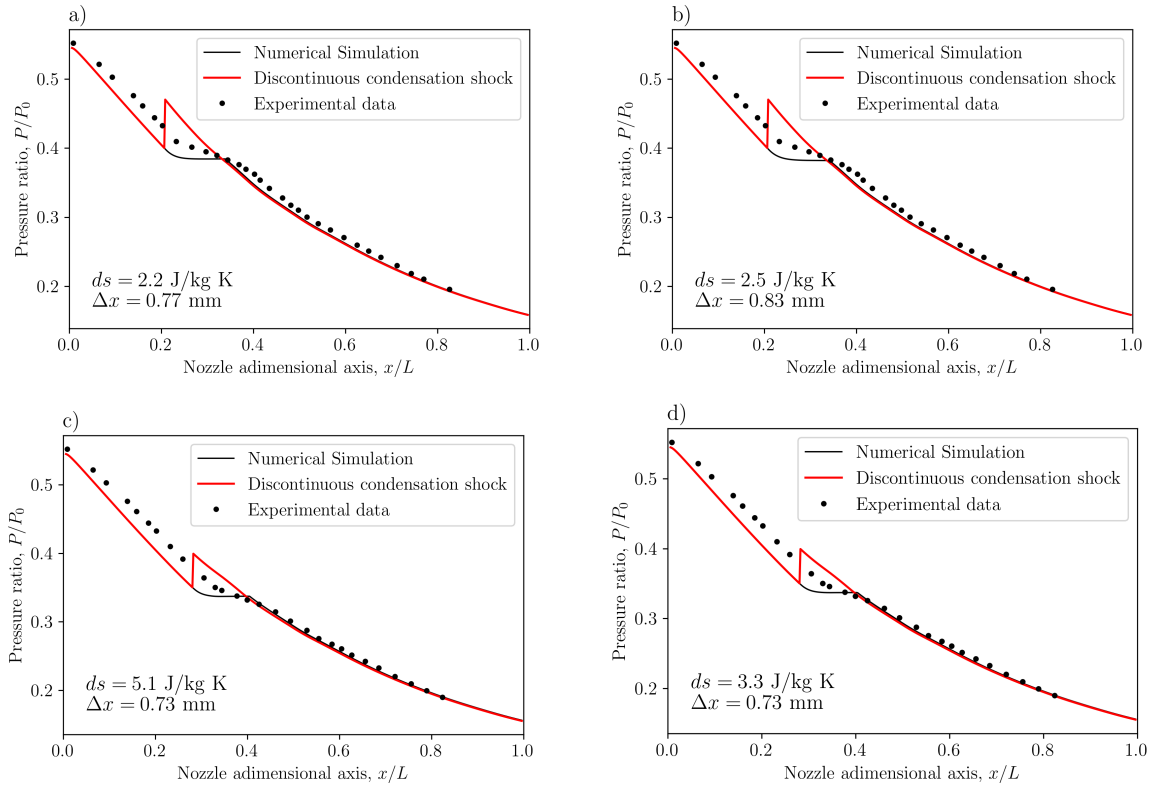 a)
Numerical Simulation
Discontinuous condensation shock
Experimental data
Pressure ratio, P/P₀
0.5
0.4
0.3
0.2
ds = 2.2 J/kg K
Δx = 0.77 mm
0.0 0.2 0.4 0.6 0.8 1.0
Nozzle adimensional axis, x/L
b)
Numerical Simulation
Discontinuous condensation shock
Experimental data
Pressure ratio, P/P₀
0.5
0.4
0.3
0.2
ds = 2.5 J/kg K
Δx = 0.83 mm
0.0 0.2 0.4 0.6 0.8 1.0
Nozzle adimensional axis, x/L
c)
Numerical Simulation
Discontinuous condensation shock
Experimental data
Pressure ratio, P/P₀
0.5
0.4
0.3
0.2
ds = 5.1 J/kg K
Δx = 0.73 mm
0.0 0.2 0.4 0.6 0.8 1.0
Nozzle adimensional axis, x/L
d)
Numerical Simulation
Discontinuous condensation shock
Experimental data
Pressure ratio, P/P₀
0.5
0.4
0.3
0.2
ds = 3.3 J/kg K
Δx = 0.73 mm
0.0 0.2 0.4 0.6 0.8 1.0
Nozzle adimensional axis, x/L